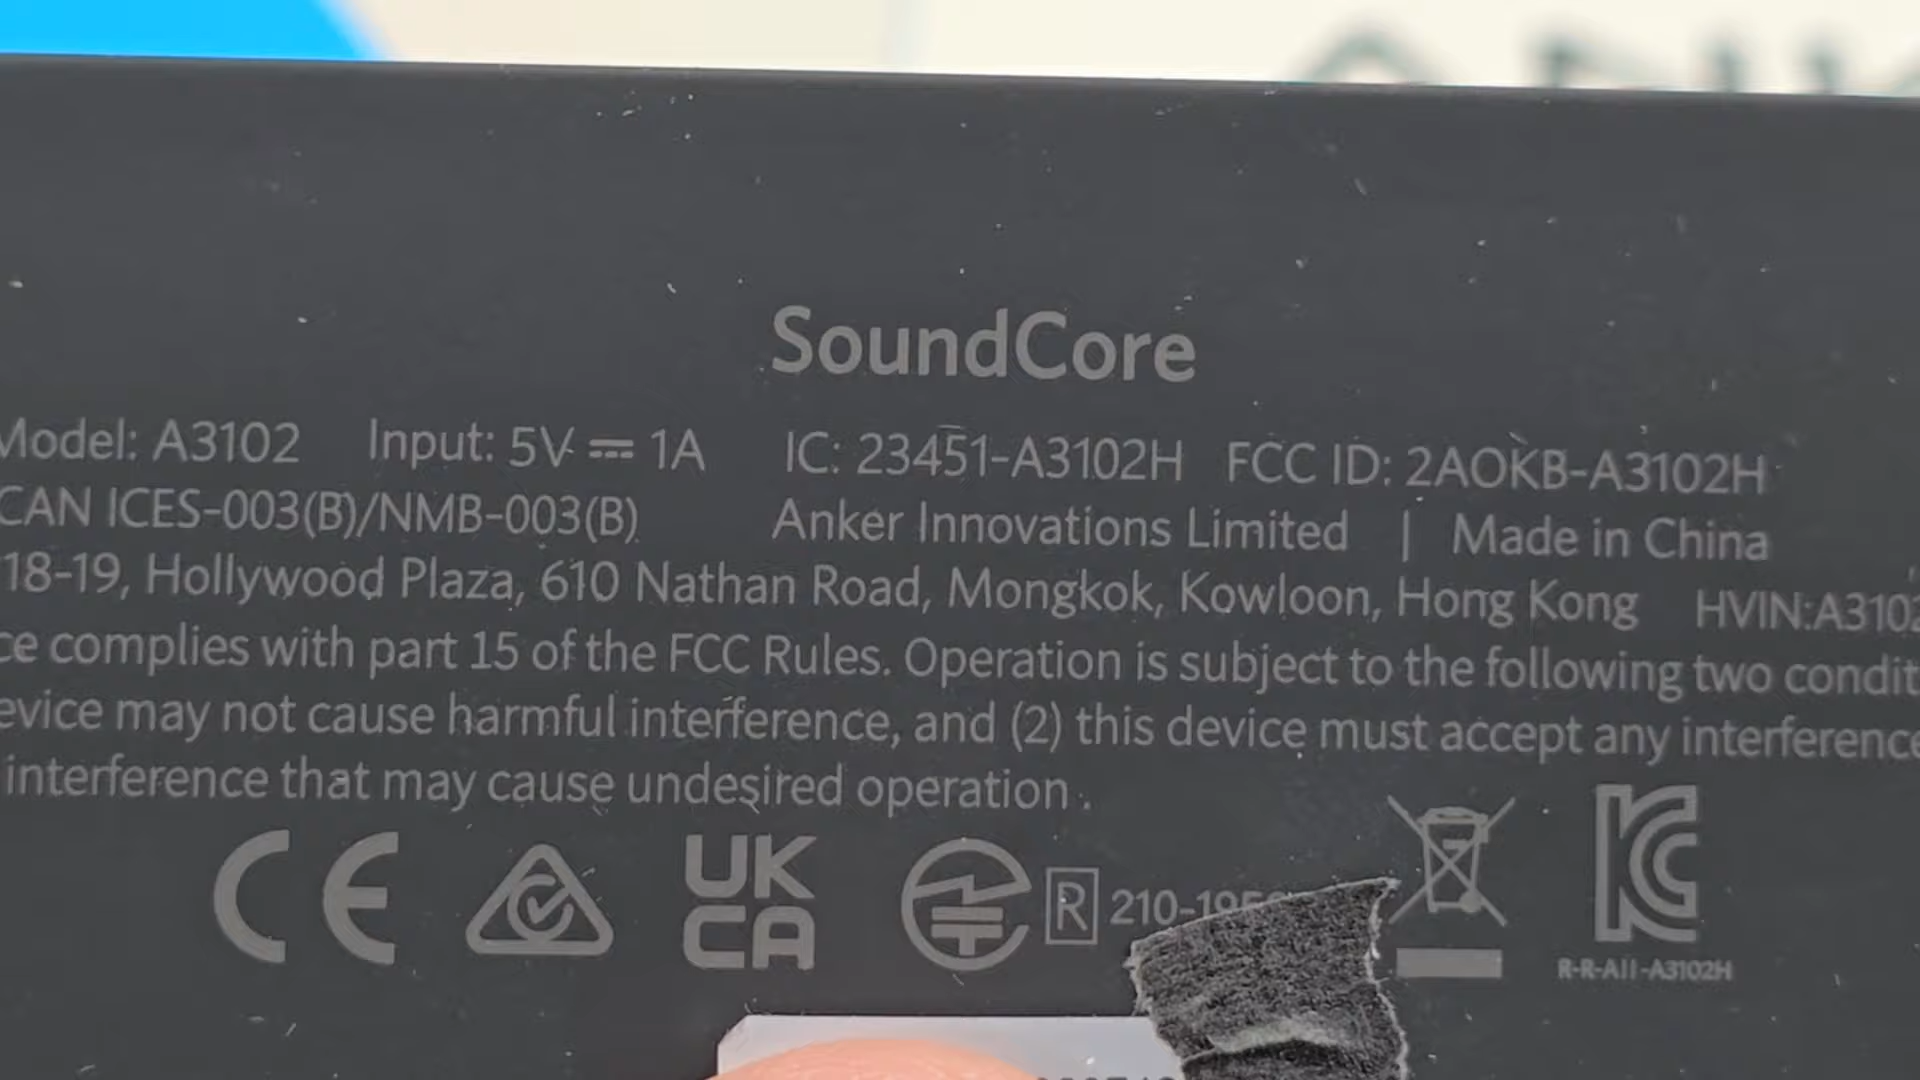 SoundCore
Model: A3102 Input: 5V ⎓ 1A IC: 23451-A3102H FCC ID: 2AOKB-A3102H
CAN ICES-003(B)/NMB-003(B) Anker Innovations Limited | Made in China
18-19, Hollywood Plaza, 610 Nathan Road, Mongkok, Kowloon, Hong Kong HVIN:A3102
ce complies with part 15 of the FCC Rules. Operation is subject to the following two condit
evice may not cause harmful interference, and (2) this device must accept any interference
interference that may cause undesired operation.
CE UK CA R 210-195 KC
R-R-AII-A3102H